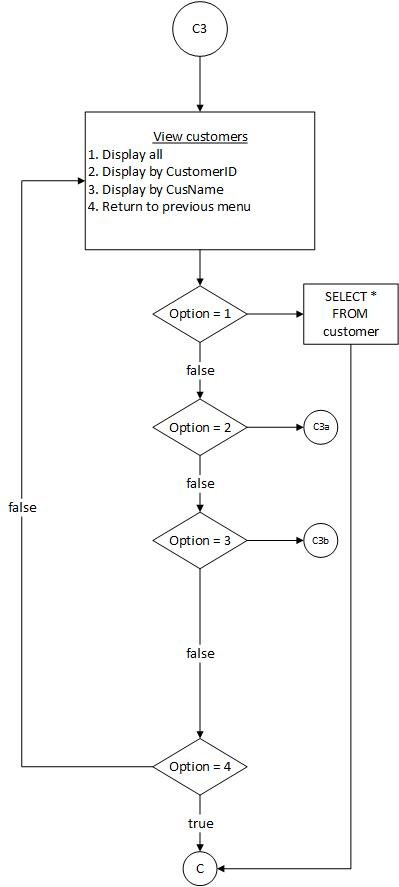 C3
View customers
1. Display all
2. Display by CustomerID
3. Display by CusName
4. Return to previous menu
Option = 1
SELECT *
FROM
customer
false
Option = 2
C3a
false
false
Option = 3
C3b
false
Option = 4
true
C